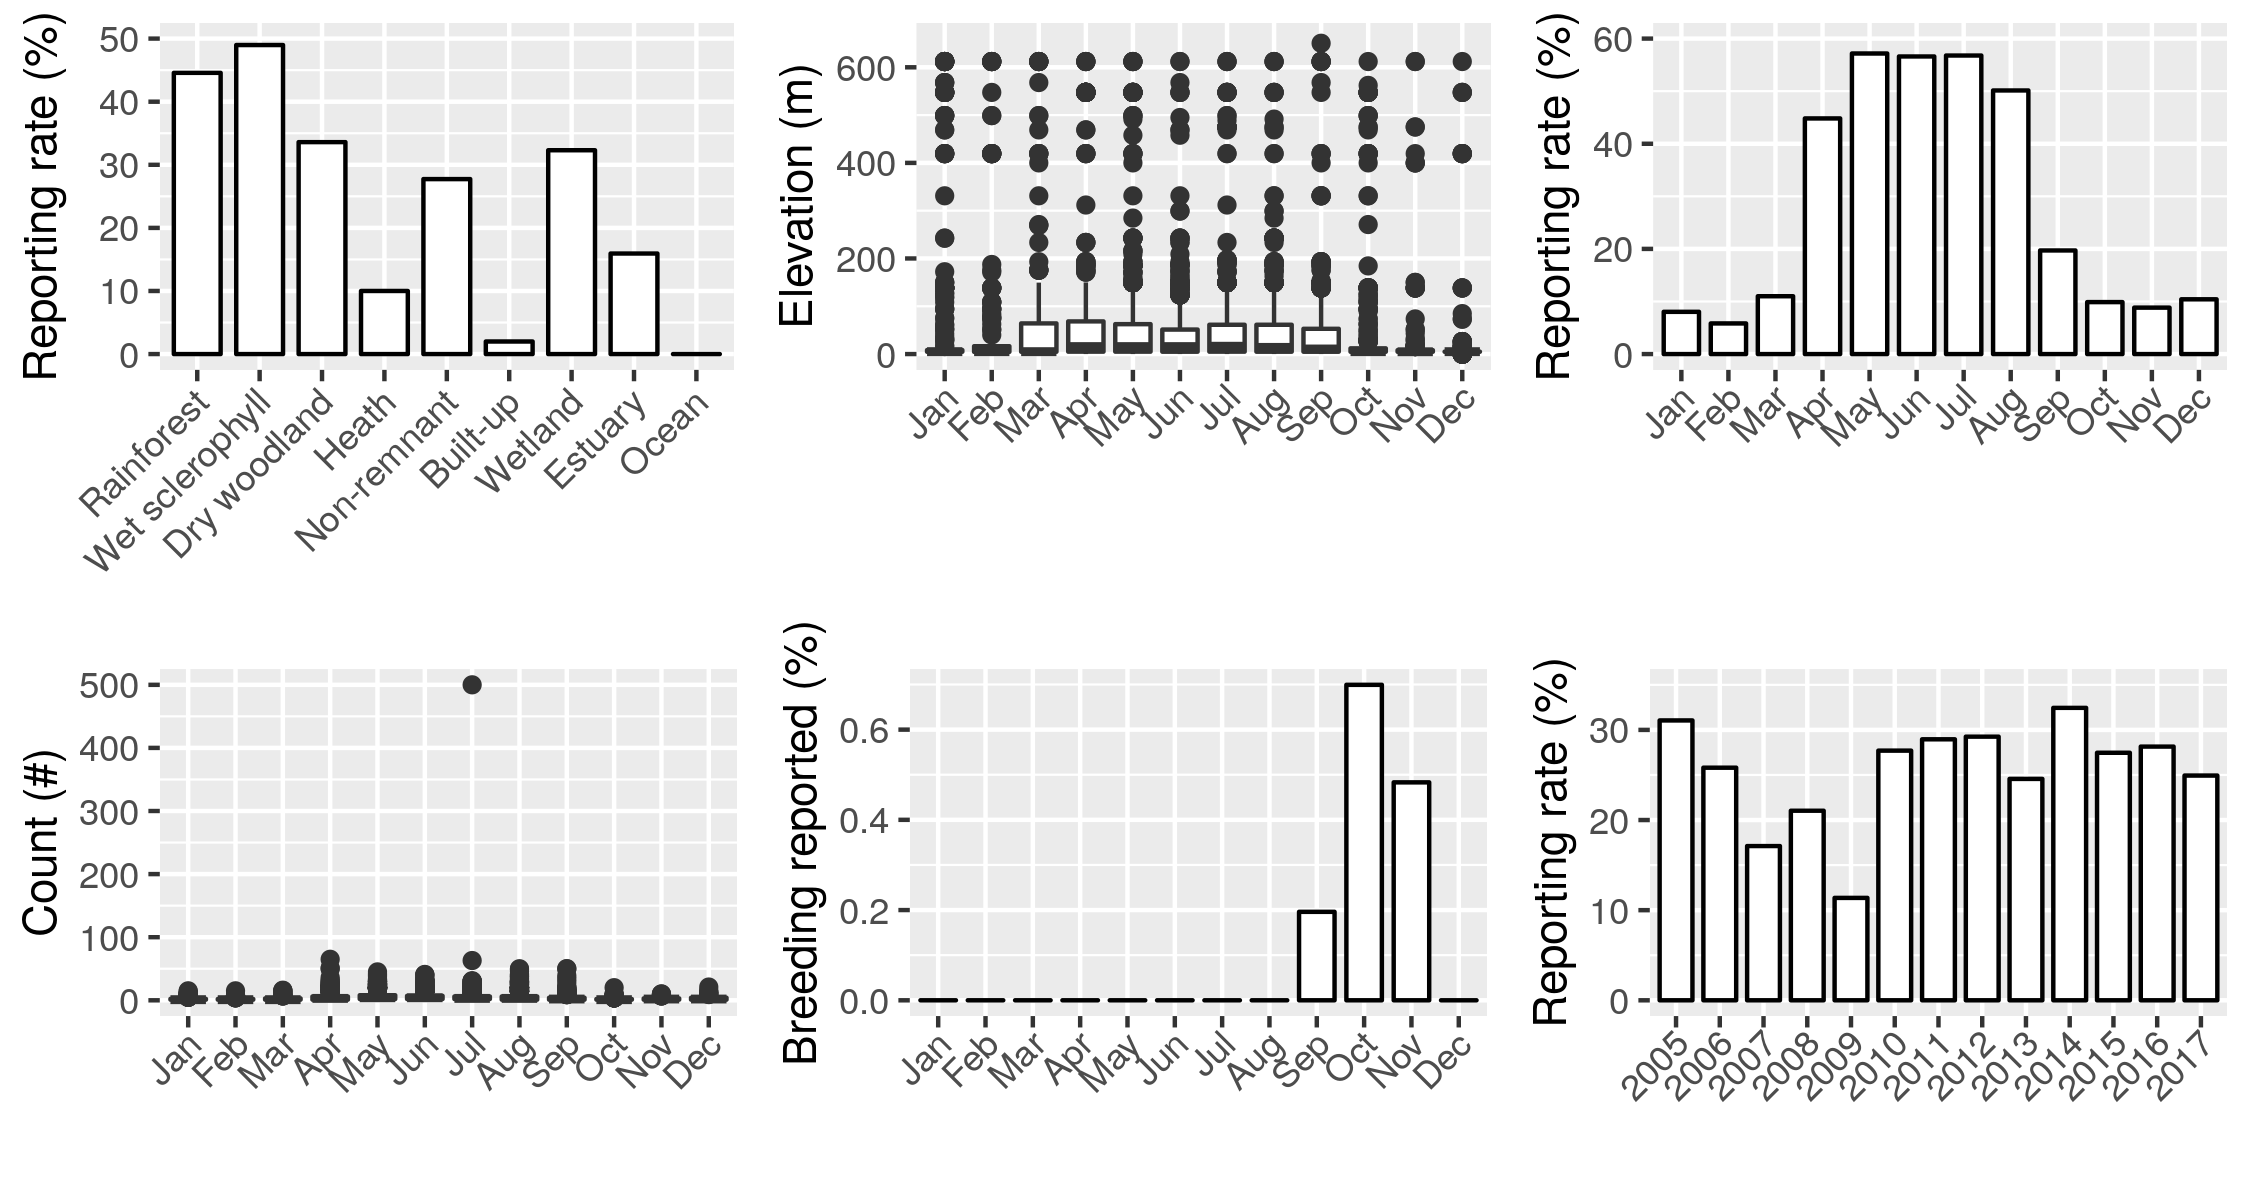 Reporting rate (%)
50
40
30
20
10
0
Rainforest
Wet sclerophyll
Dry woodland
Heath
Non-remnant
Built-up
Wetland
Estuary
Ocean
Elevation (m)
600
400
200
0
Jan
Feb
Mar
Apr
May
Jun
Jul
Aug
Sep
Oct
Nov
Dec
Reporting rate (%)
60
40
20
0
Jan
Feb
Mar
Apr
May
Jun
Jul
Aug
Sep
Oct
Nov
Dec
Count (#)
500
400
300
200
100
0
Jan
Feb
Mar
Apr
May
Jun
Jul
Aug
Sep
Oct
Nov
Dec
Breeding reported (%)
0.6
0.4
0.2
0.0
Jan
Feb
Mar
Apr
May
Jun
Jul
Aug
Sep
Oct
Nov
Dec
Reporting rate (%)
30
20
10
0
2005
2006
2007
2008
2009
2010
2011
2012
2013
2014
2015
2016
2017